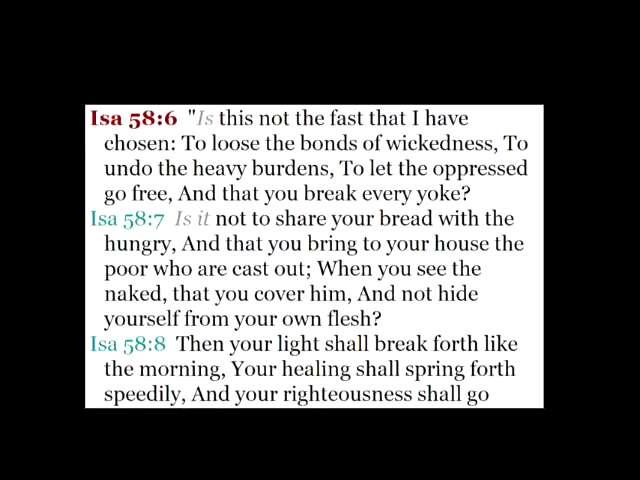 Isa 58:6 "Is this not the fast that I have
chosen: To loose the bonds of wickedness, To
undo the heavy burdens, To let the oppressed
go free, And that you break every yoke?
Isa 58:7 Is it not to share your bread with the
hungry, And that you bring to your house the
poor who are cast out; When you see the
naked, that you cover him, And not hide
yourself from your own flesh?
Isa 58:8 Then your light shall break forth like
the morning, Your healing shall spring forth
speedily, And your righteousness shall go